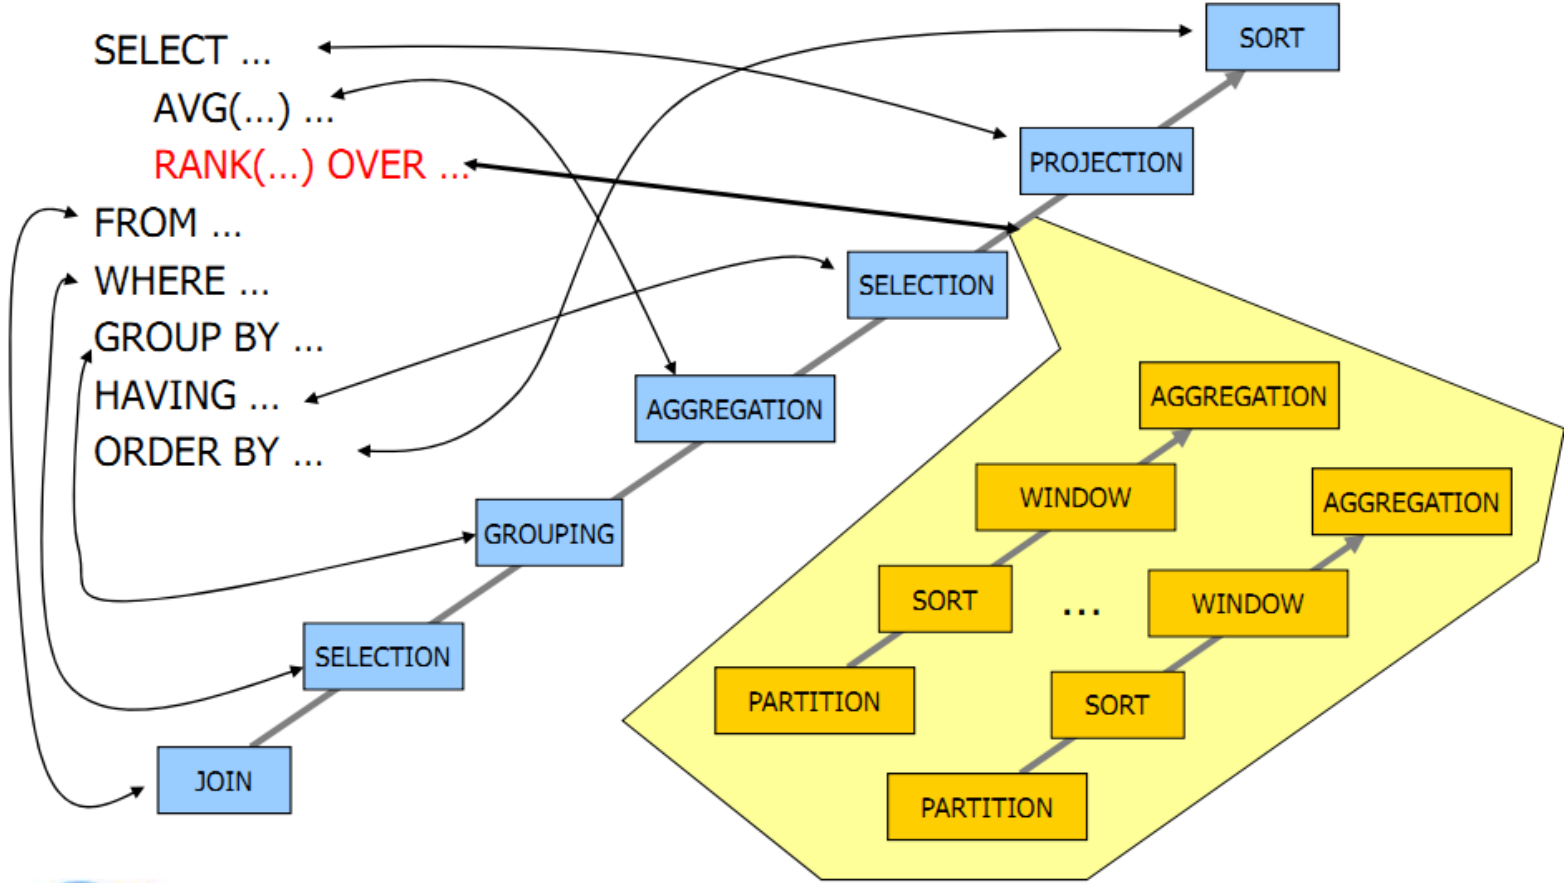 SELECT ...
AVG(...) ...
RANK(...) OVER ...
FROM ...
WHERE ...
GROUP BY ...
HAVING ...
ORDER BY ...
SORT
PROJECTION
SELECTION
AGGREGATION
GROUPING
SELECTION
JOIN
AGGREGATION
WINDOW
SORT
PARTITION
...
AGGREGATION
WINDOW
SORT
PARTITION